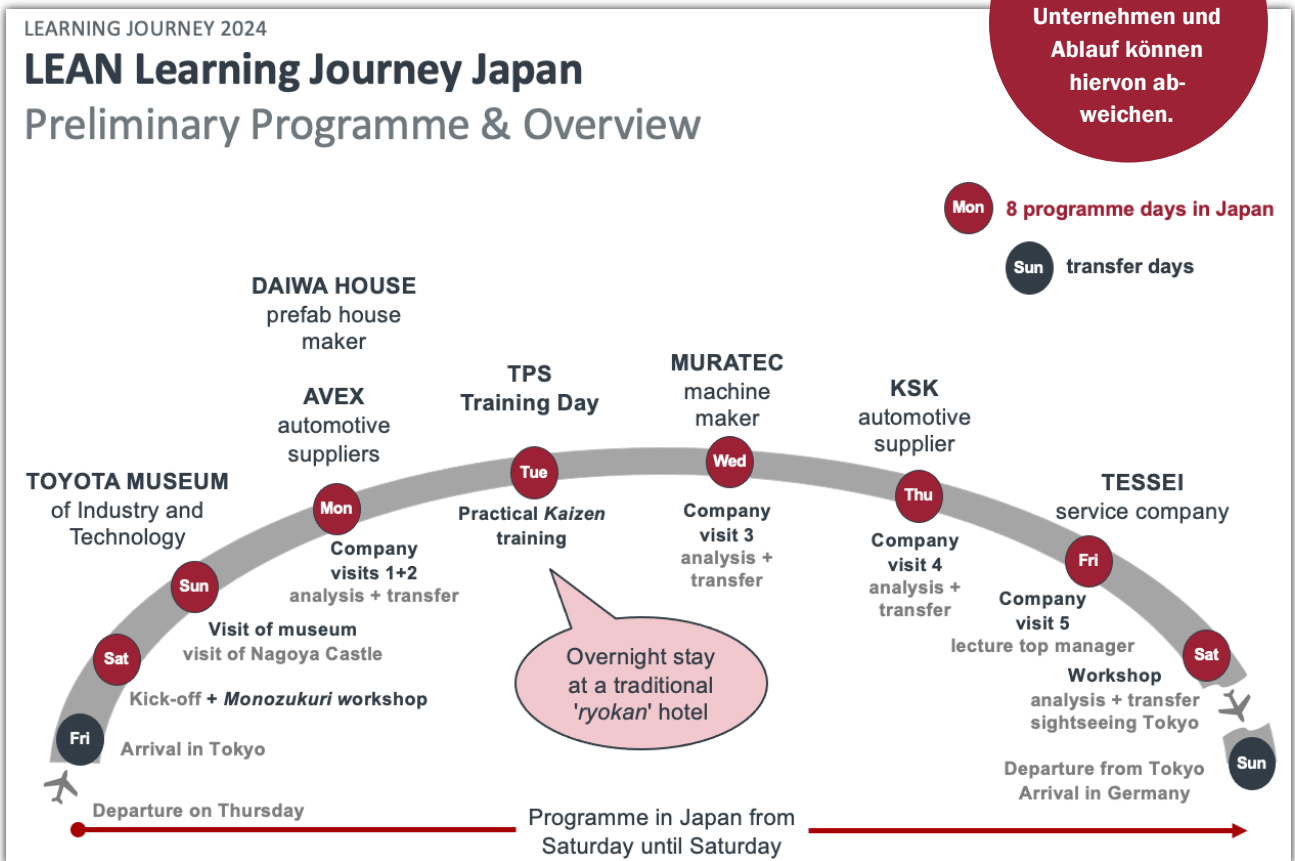 LEARNING JOURNEY 2024
LEAN Learning Journey Japan
Preliminary Programme & Overview
Unternehmen und
Ablauf können
hiervon ab-
weichen.
Mon
8 programme days in Japan
Sun
transfer days
DAIWA HOUSE
prefab house
maker
AVEX
automotive
suppliers
TPS
Training Day
MURATEC
machine
maker
KSK
automotive
supplier
TOYOTA MUSEUM
of Industry and
Technology
TESSEI
service company
Fri
Sat
Sun
Mon
Tue
Wed
Thu
Fri
Sat
Sun
Departure on Thursday
Arrival in Tokyo
Kick-off + Monozukuri workshop
Visit of museum
visit of Nagoya Castle
Company
visits 1+2
analysis + transfer
Practical Kaizen
training
Overnight stay
at a traditional
'ryokan' hotel
Company
visit 3
analysis +
transfer
Company
visit 4
analysis +
transfer
Company
visit 5
lecture top manager
Workshop
analysis + transfer
sightseeing Tokyo
Departure from Tokyo
Arrival in Germany
Programme in Japan from
Saturday until Saturday